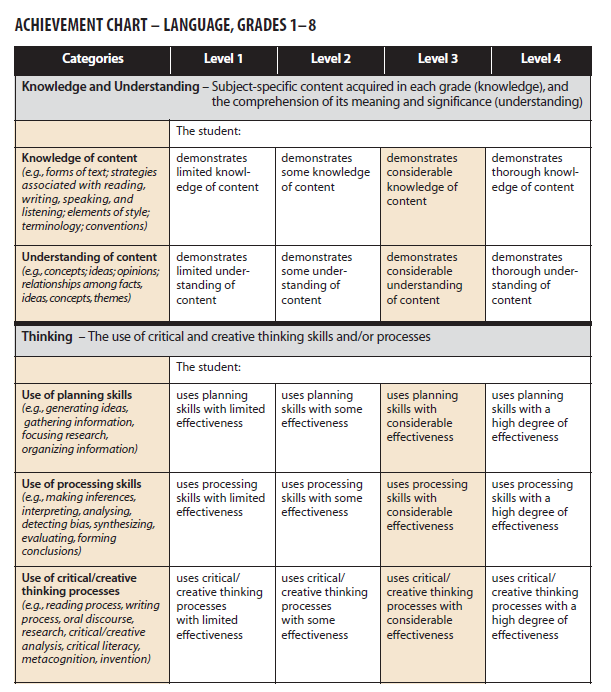 ACHIEVEMENT CHART – LANGUAGE, GRADES 1–8
Categories Level 1 Level 2 Level 3 Level 4
Knowledge and Understanding – Subject-specific content acquired in each grade (knowledge), and
the comprehension of its meaning and significance (understanding)
The student:
Knowledge of content
(e.g., forms of text; strategies
associated with reading,
writing, speaking, and
listening; elements of style;
terminology; conventions)
demonstrates
limited knowl-
edge of content
demonstrates
some knowledge
of content
demonstrates
considerable
knowledge of
content
demonstrates
thorough knowl-
edge of content
Understanding of content
(e.g., concepts; ideas; opinions;
relationships among facts,
ideas, concepts, themes)
demonstrates
limited under-
standing of
content
demonstrates
some under-
standing of
content
demonstrates
considerable
understanding
of content
demonstrates
thorough under-
standing of
content
Thinking – The use of critical and creative thinking skills and/or processes
The student:
Use of planning skills
(e.g., generating ideas,
gathering information,
focusing research,
organizing information)
uses planning
skills with limited
effectiveness
uses planning
skills with some
effectiveness
uses planning
skills with
considerable
effectiveness
uses planning
skills with a
high degree of
effectiveness
Use of processing skills
(e.g., making inferences,
interpreting, analysing,
detecting bias, synthesizing,
evaluating, forming
conclusions)
uses processing
skills with limited
effectiveness
uses processing
skills with some
effectiveness
uses processing
skills with
considerable
effectiveness
uses processing
skills with a
high degree of
effectiveness
Use of critical/creative
thinking processes
(e.g., reading process, writing
process, oral discourse,
research, critical/creative
analysis, critical literacy,
metacognition, invention)
uses critical/
creative thinking
processes
with limited
effectiveness
uses critical/
creative thinking
processes
with some
effectiveness
uses critical/
creative thinking
processes with
considerable
effectiveness
uses critical/
creative thinking
processes with a
high degree of
effectiveness